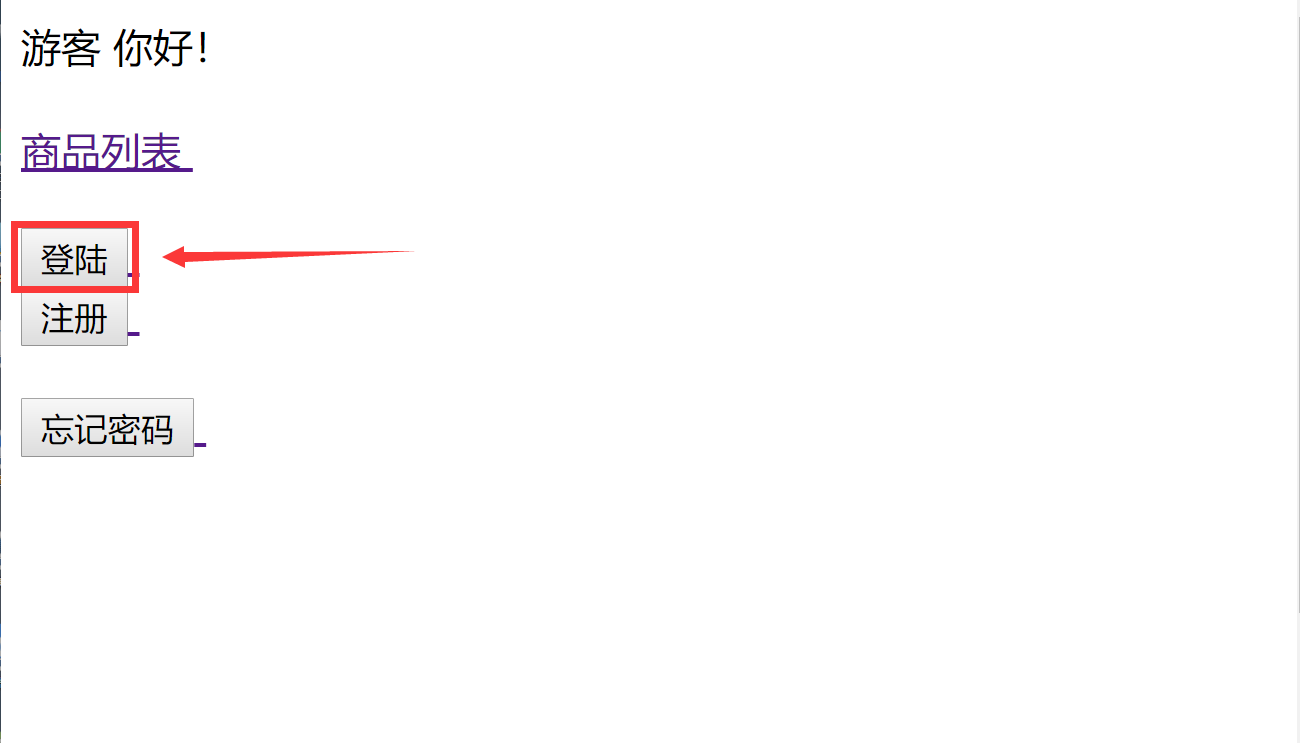 游客 你好！
商品列表
登陆
注册
忘记密码